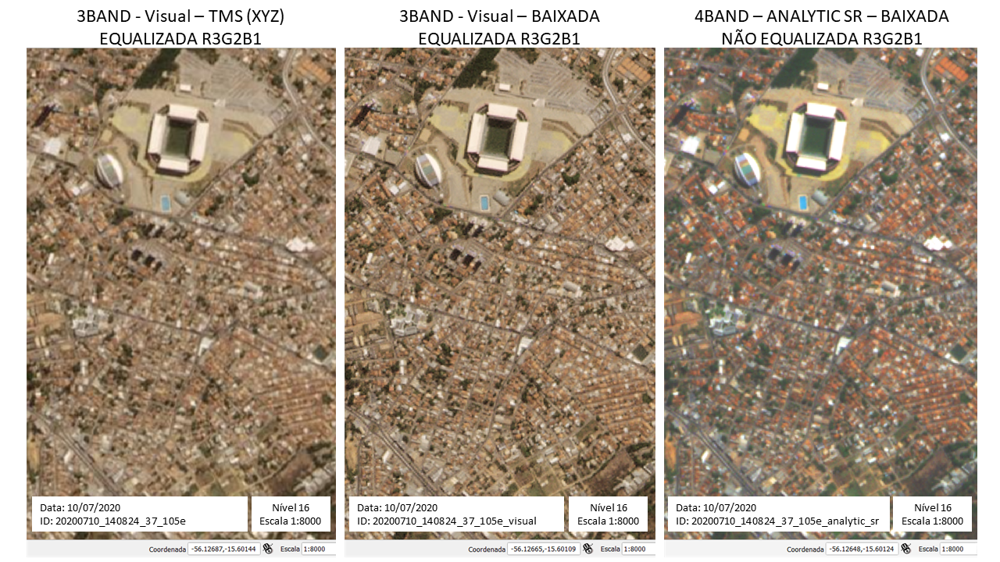 3BAND - Visual – TMS (XYZ)
EQUALIZADA R3G2B1
3BAND - Visual – BAIXADA
EQUALIZADA R3G2B1
4BAND – ANALYTIC SR – BAIXADA
NÃO EQUALIZADA R3G2B1
Data: 10/07/2020
ID: 20200710_140824_37_105e
Nível 16
Escala 1:8000
Data: 10/07/2020
ID: 20200710_140824_37_105e_visual
Nível 16
Escala 1:8000
Data: 10/07/2020
ID: 20200710_140824_37_105e_analytic_sr
Nível 16
Escala 1:8000
Coordenada -56.12687,-15.60144 Escala 1:8000
Coordenada -56.12665,-15.60109 Escala 1:8000
Coordenada -56.12648,-15.60124 Escala 1:8000